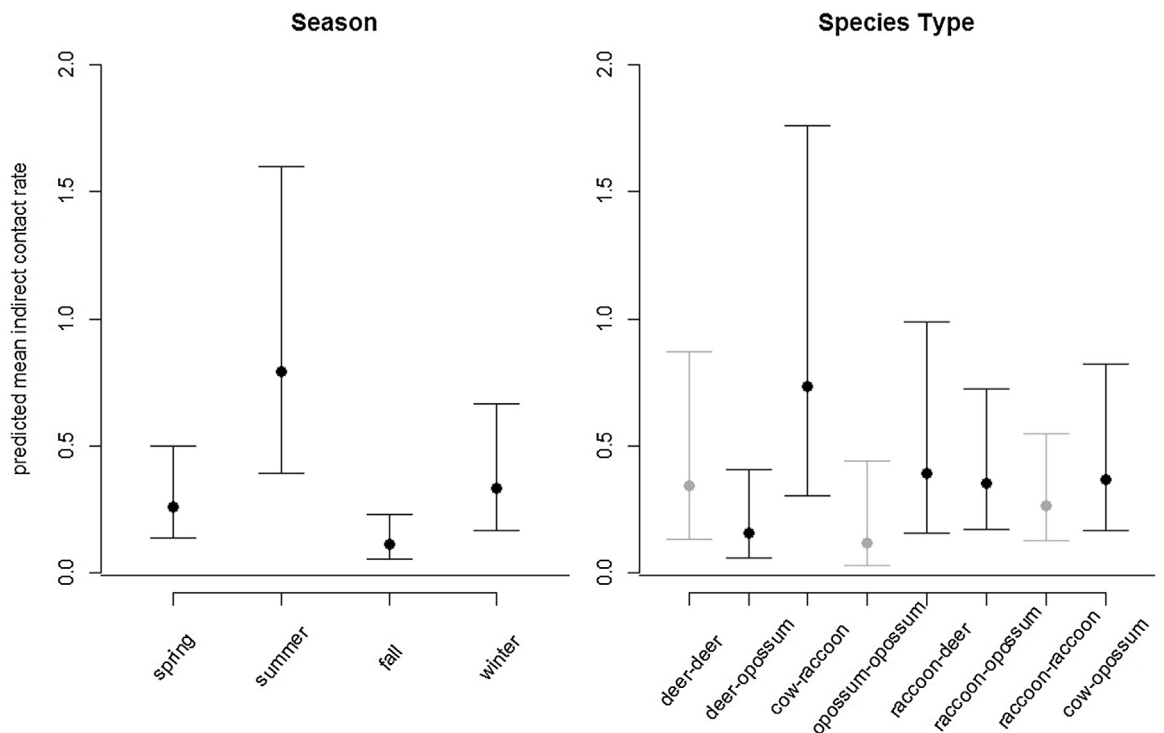 Season
predicted mean indirect contact rate
2.0
1.5
1.0
0.5
0.0
spring
summer
fall
winter
Species Type
2.0
1.5
1.0
0.5
0.0
deer-deer
deer-opossum
cow-raccoon
opossum-opossum
raccoon-deer
raccoon-opossum
raccoon-raccoon
cow-opossum